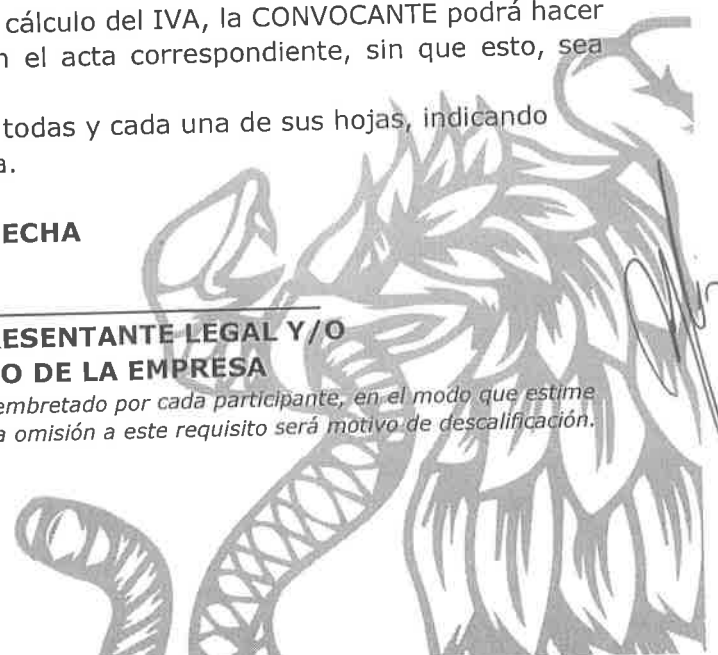 cálculo del IVA, la CONVOCANTE podrá hacer
el acta correspondiente, sin que esto, sea
todas y cada una de sus hojas, indicando
ECHA
RESENTANTE LEGAL Y/O
O DE LA EMPRESA
embretado por cada participante, en el modo que estime
a omisión a este requisito será motivo de descalificación.